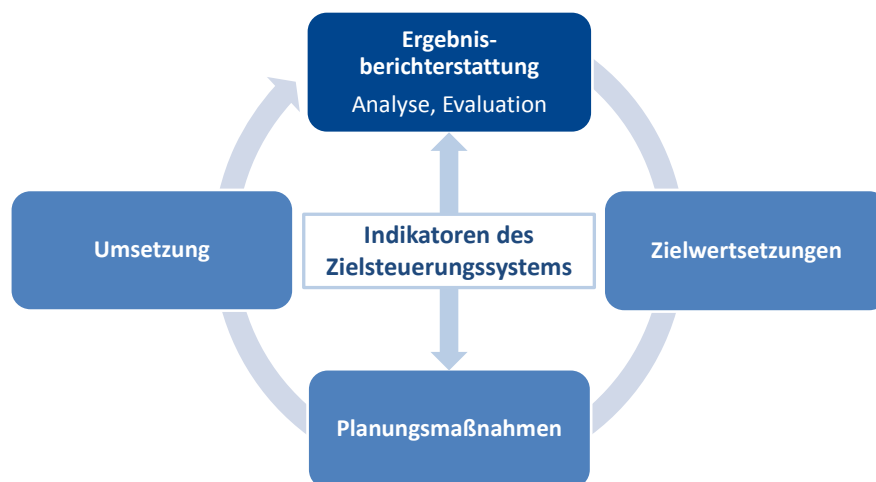 Ergebnis-
berichterstattung
Analyse, Evaluation
Umsetzung
Indikatoren des
Zielsteuerungssystems
Zielwertsetzungen
Planungsmaßnahmen